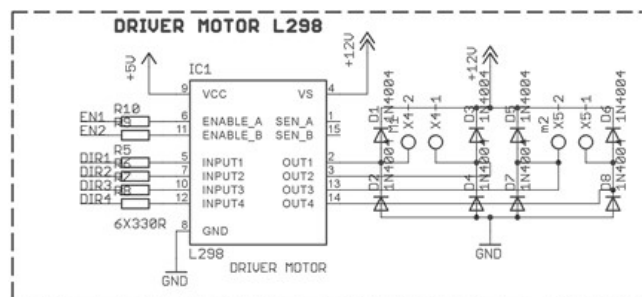 DRIVER MOTOR L298
+5V
+12V
+12V
IC1
9 VCC VS 4
EN1 R10 6 ENABLE_A SEN_A 1
EN2 R9 11 ENABLE_B SEN_B 15
DIR1 R5 5 INPUT1 OUT1 2
DIR2 R6 7 INPUT2 OUT2 3
DIR3 R7 10 INPUT3 OUT3 13
DIR4 R8 12 INPUT4 OUT4 14
6X330R
8 GND
GND
L298
DRIVER MOTOR
D1 1N4004
M1
X4-2
X4-1
D3 1N4004
D5 1N4004
m2
X5-2
X5-1
D6 1N4004
D2 1N4004
D4 1N4004
D7 1N4004
D8 1N4004
GND